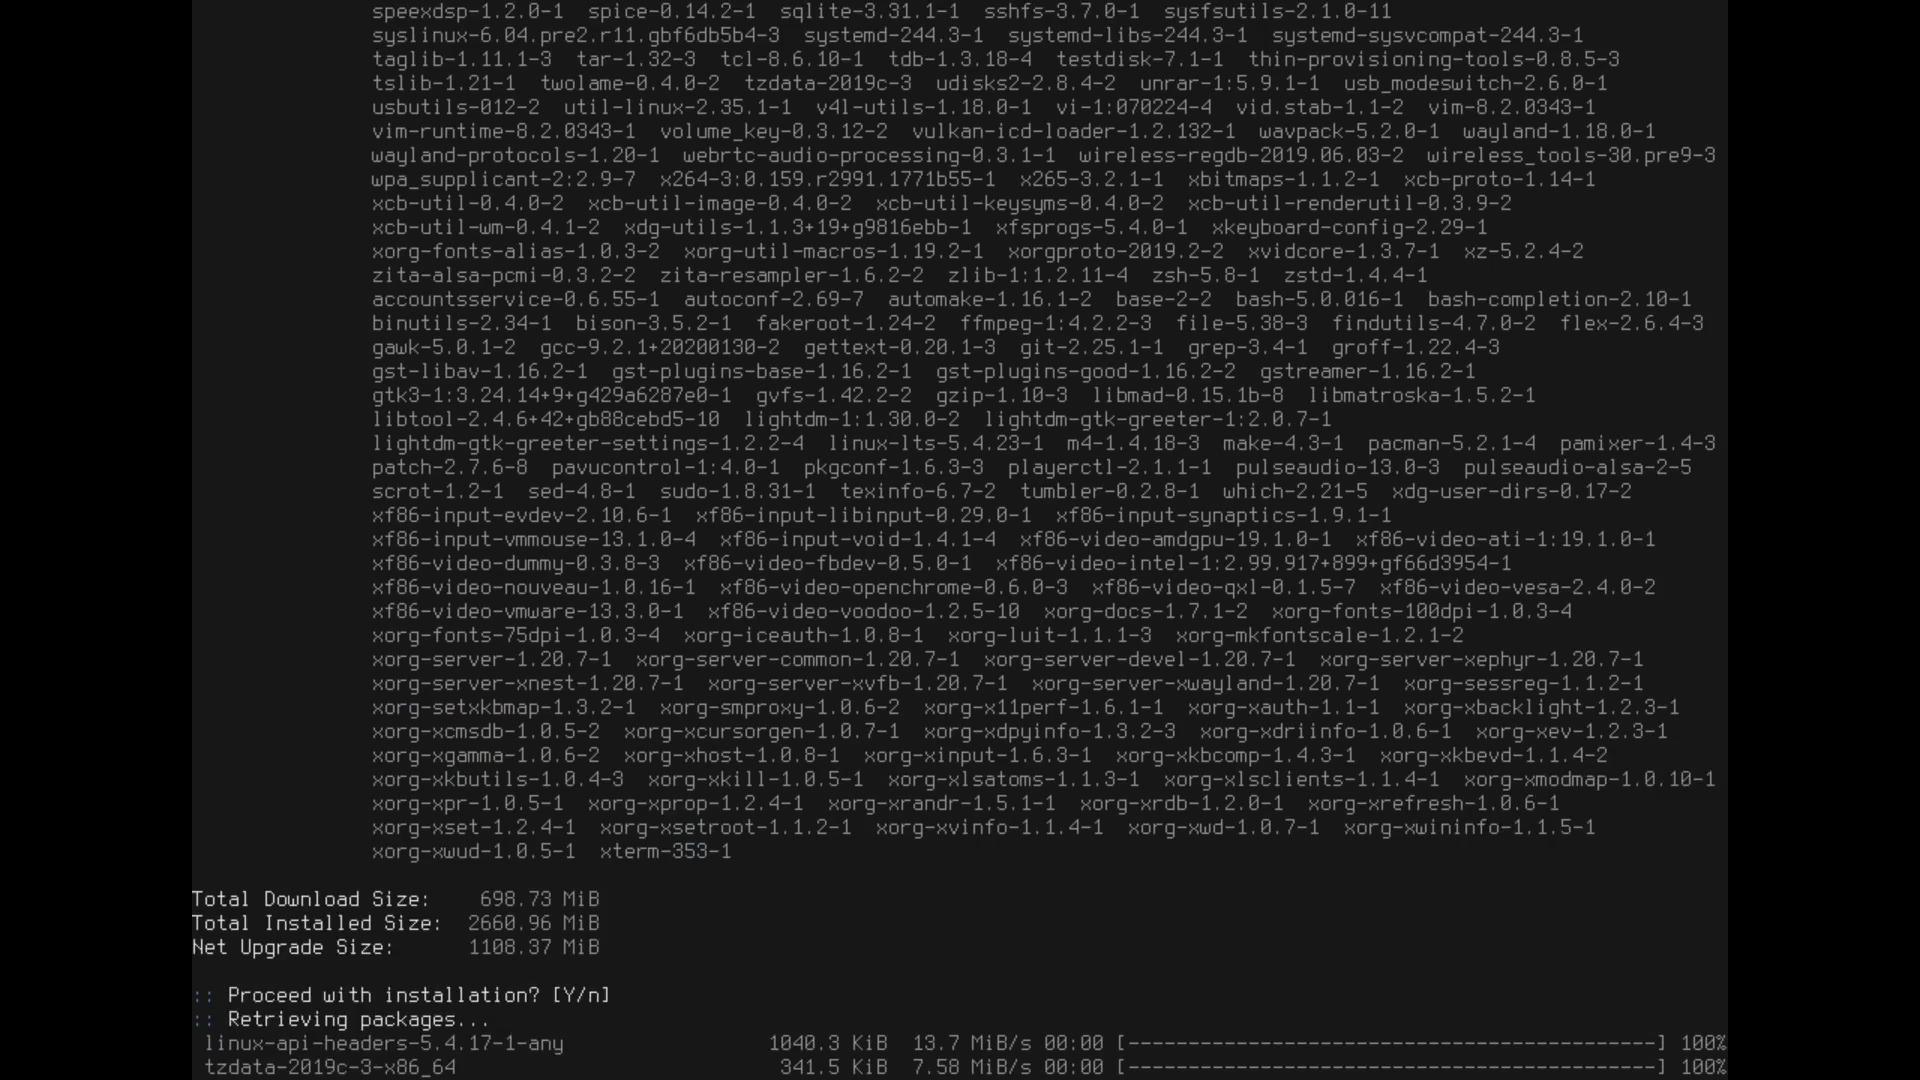 speexdsp-1.2.0-1  spice-0.14.2-1  sqlite-3.31.1-1  sshfs-3.7.0-1  sysfsutils-2.1.0-11
syslinux-6.04.pre2.r11.gbf6db5b4-3  systemd-244.3-1  systemd-libs-244.3-1  systemd-sysvcompat-244.3-1
taglib-1.11.1-3  tar-1.32-3  tcl-8.6.10-1  tdb-1.3.18-4  testdisk-7.1-1  thin-provisioning-tools-0.8.5-3
tslib-1.21-1  twolame-0.4.0-2  tzdata-2019c-3  udisks2-2.8.4-2  unrar-1:5.9.1-1  usb_modeswitch-2.6.0-1
usbutils-012-2  util-linux-2.35.1-1  v4l-utils-1.18.0-1  vi-1:070224-4  vid.stab-1.1-2  vim-8.2.0343-1
vim-runtime-8.2.0343-1  volume_key-0.3.12-2  vulkan-icd-loader-1.2.132-1  wavpack-5.2.0-1  wayland-1.18.0-1
wayland-protocols-1.20-1  webrtc-audio-processing-0.3.1-1  wireless-regdb-2019.06.03-2  wireless_tools-30.pre9-3
wpa_supplicant-2:2.9-7  x264-3:0.159.r2991.1771b55-1  x265-3.2.1-1  xbitmaps-1.1.2-1  xcb-proto-1.14-1
xcb-util-0.4.0-2  xcb-util-image-0.4.0-2  xcb-util-keysyms-0.4.0-2  xcb-util-renderutil-0.3.9-2
xcb-util-wm-0.4.1-2  xdg-utils-1.1.3+19+g9816ebb-1  xfsprogs-5.4.0-1  xkeyboard-config-2.29-1
xorg-fonts-alias-1.0.3-2  xorg-util-macros-1.19.2-1  xorgproto-2019.2-2  xvidcore-1.3.7-1  xz-5.2.4-2
zita-alsa-pcmi-0.3.2-2  zita-resampler-1.6.2-2  zlib-1:1.2.11-4  zsh-5.8-1  zstd-1.4.4-1
accountsservice-0.6.55-1  autoconf-2.69-7  automake-1.16.1-2  base-2-2  bash-5.0.016-1  bash-completion-2.10-1
binutils-2.34-1  bison-3.5.2-1  fakeroot-1.24-2  ffmpeg-1:4.2.2-3  file-5.38-3  findutils-4.7.0-2  flex-2.6.4-3
gawk-5.0.1-2  gcc-9.2.1+20200130-2  gettext-0.20.1-3  git-2.25.1-1  grep-3.4-1  groff-1.22.4-3
gst-libav-1.16.2-1  gst-plugins-base-1.16.2-1  gst-plugins-good-1.16.2-2  gstreamer-1.16.2-1
gtk3-1:3.24.14+9+g429a6287e0-1  gvfs-1.42.2-2  gzip-1.10-3  libmad-0.15.1b-8  libmatroska-1.5.2-1
libtool-2.4.6+42+gb88cebd5-10  lightdm-1:1.30.0-2  lightdm-gtk-greeter-1:2.0.7-1
lightdm-gtk-greeter-settings-1.2.2-4  linux-lts-5.4.23-1  m4-1.4.18-3  make-4.3-1  pacman-5.2.1-4  pamixer-1.4-3
patch-2.7.6-8  pavucontrol-1:4.0-1  pkgconf-1.6.3-3  playerctl-2.1.1-1  pulseaudio-13.0-3  pulseaudio-alsa-2-5
scrot-1.2-1  sed-4.8-1  sudo-1.8.31-1  texinfo-6.7-2  tumbler-0.2.8-1  which-2.21-5  xdg-user-dirs-0.17-2
xf86-input-evdev-2.10.6-1  xf86-input-libinput-0.29.0-1  xf86-input-synaptics-1.9.1-1
xf86-input-vmmouse-13.1.0-4  xf86-input-void-1.4.1-4  xf86-video-amdgpu-19.1.0-1  xf86-video-ati-1:19.1.0-1
xf86-video-dummy-0.3.8-3  xf86-video-fbdev-0.5.0-1  xf86-video-intel-1:2.99.917+899+gf66d3954-1
xf86-video-nouveau-1.0.16-1  xf86-video-openchrome-0.6.0-3  xf86-video-qxl-0.1.5-7  xf86-video-vesa-2.4.0-2
xf86-video-vmware-13.3.0-1  xf86-video-voodoo-1.2.5-10  xorg-docs-1.7.1-2  xorg-fonts-100dpi-1.0.3-4
xorg-fonts-75dpi-1.0.3-4  xorg-iceauth-1.0.8-1  xorg-luit-1.1.1-3  xorg-mkfontscale-1.2.1-2
xorg-server-1.20.7-1  xorg-server-common-1.20.7-1  xorg-server-devel-1.20.7-1  xorg-server-xephyr-1.20.7-1
xorg-server-xnest-1.20.7-1  xorg-server-xvfb-1.20.7-1  xorg-server-xwayland-1.20.7-1  xorg-sessreg-1.1.2-1
xorg-setxkbmap-1.3.2-1  xorg-smproxy-1.0.6-2  xorg-x11perf-1.6.1-1  xorg-xauth-1.1-1  xorg-xbacklight-1.2.3-1
xorg-xcmsdb-1.0.5-2  xorg-xcursorgen-1.0.7-1  xorg-xdpyinfo-1.3.2-3  xorg-xdriinfo-1.0.6-1  xorg-xev-1.2.3-1
xorg-xgamma-1.0.6-2  xorg-xhost-1.0.8-1  xorg-xinput-1.6.3-1  xorg-xkbcomp-1.4.3-1  xorg-xkbevd-1.1.4-2
xorg-xkbutils-1.0.4-3  xorg-xkill-1.0.5-1  xorg-xlsatoms-1.1.3-1  xorg-xlsclients-1.1.4-1  xorg-xmodmap-1.0.10-1
xorg-xpr-1.0.5-1  xorg-xprop-1.2.4-1  xorg-xrandr-1.5.1-1  xorg-xrdb-1.2.0-1  xorg-xrefresh-1.0.6-1
xorg-xset-1.2.4-1  xorg-xsetroot-1.1.2-1  xorg-xvinfo-1.1.4-1  xorg-xwd-1.0.7-1  xorg-xwininfo-1.1.5-1
xorg-xwud-1.0.5-1  xterm-353-1
Total Download Size:    698.73 MiB
Total Installed Size:  2660.96 MiB
Net Upgrade Size:      1108.37 MiB
:: Proceed with installation? [Y/n]
:: Retrieving packages...
linux-api-headers-5.4.17-1-any  1040.3 KiB  13.7 MiB/s 00:00 [--------------------------------------------] 100%
tzdata-2019c-3-x86_64  341.5 KiB  7.58 MiB/s 00:00 [--------------------------------------------] 100%